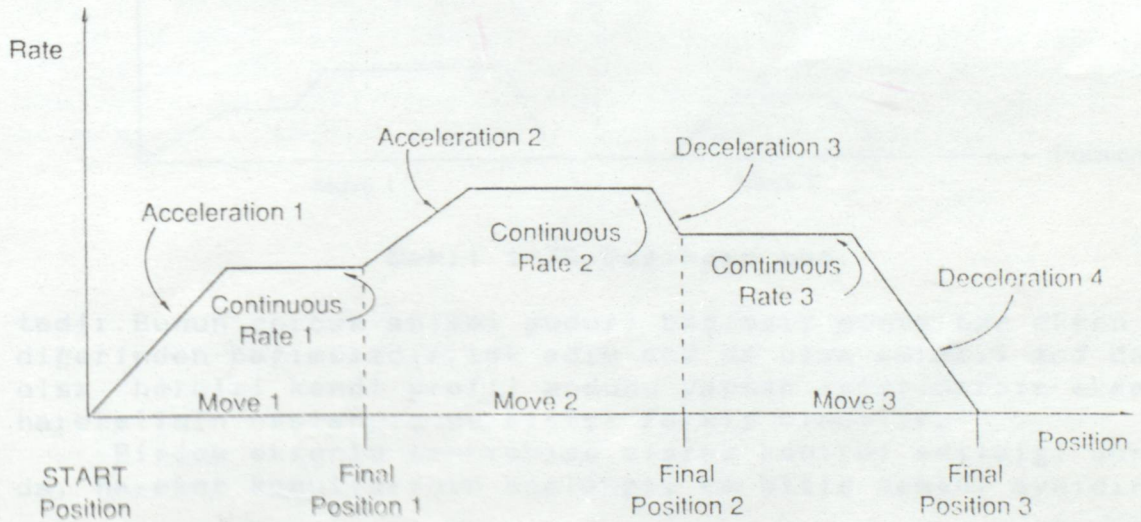 Rate
Acceleration 2
Deceleration 3
Acceleration 1
Continuous
Rate 2
Continuous
Rate 1
Continuous
Rate 3
Deceleration 4
Move 1
Move 2
Move 3
Position
START
Position
Final
Position 1
Final
Position 2
Final
Position 3